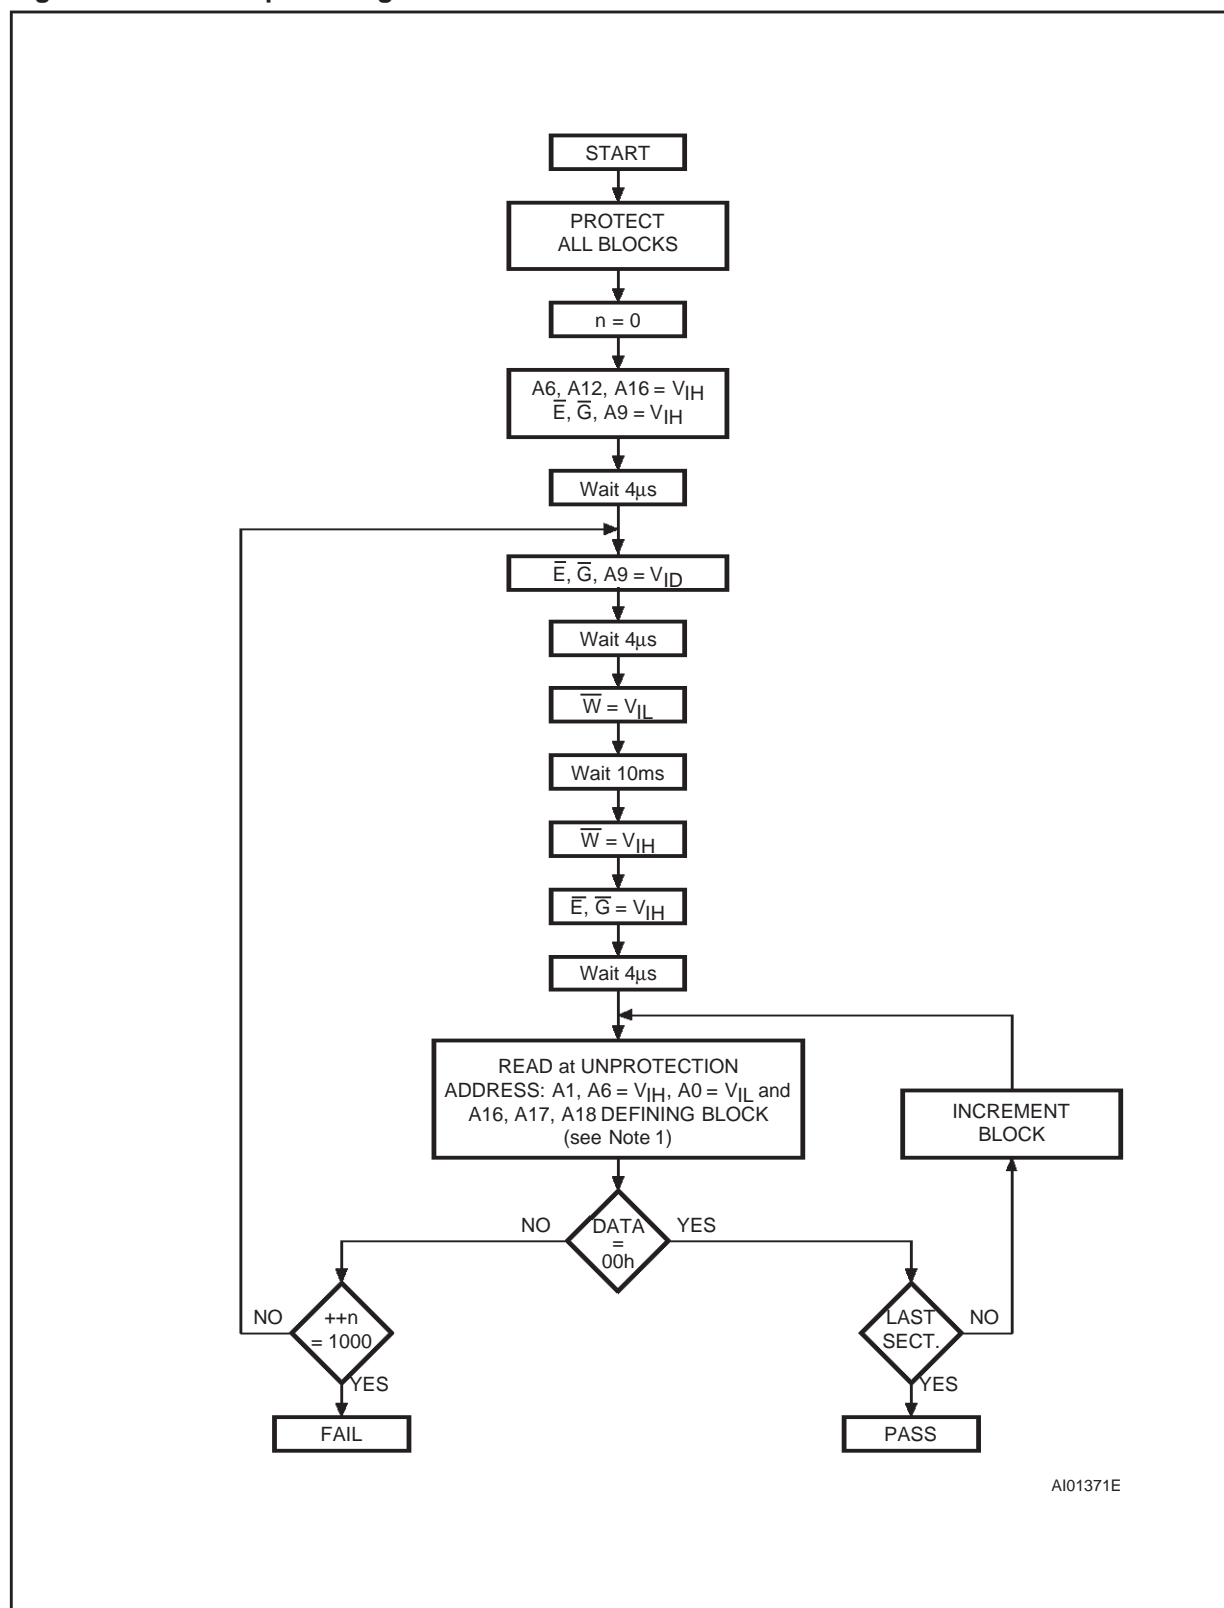 START
PROTECT
ALL BLOCKS
n = 0
A6, A12, A16 = VIH
E̅, G̅, A9 = VIH
Wait 4µs
E̅, G̅, A9 = VID
Wait 4µs
W̅ = VIL
Wait 10ms
W̅ = VIH
E̅, G̅ = VIH
Wait 4µs
READ at UNPROTECTION
ADDRESS: A1, A6 = VIH, A0 = VIL and
A16, A17, A18 DEFINING BLOCK
(see Note 1)
INCREMENT
BLOCK
NO
DATA
=
00h
YES
NO
++n
= 1000
YES
LAST
SECT.
NO
YES
FAIL
PASS
AI01371E